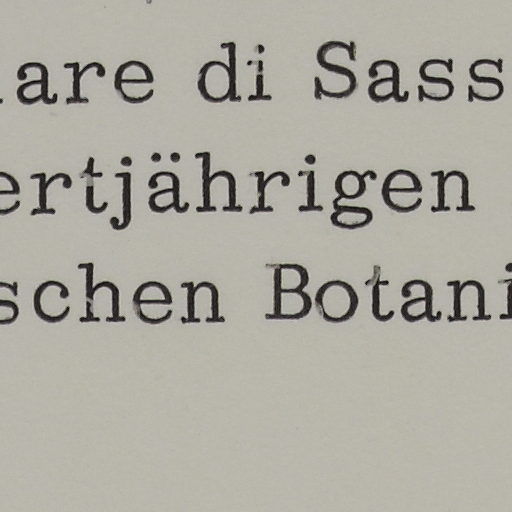 are di Sass
ertjährigen
schen Botani